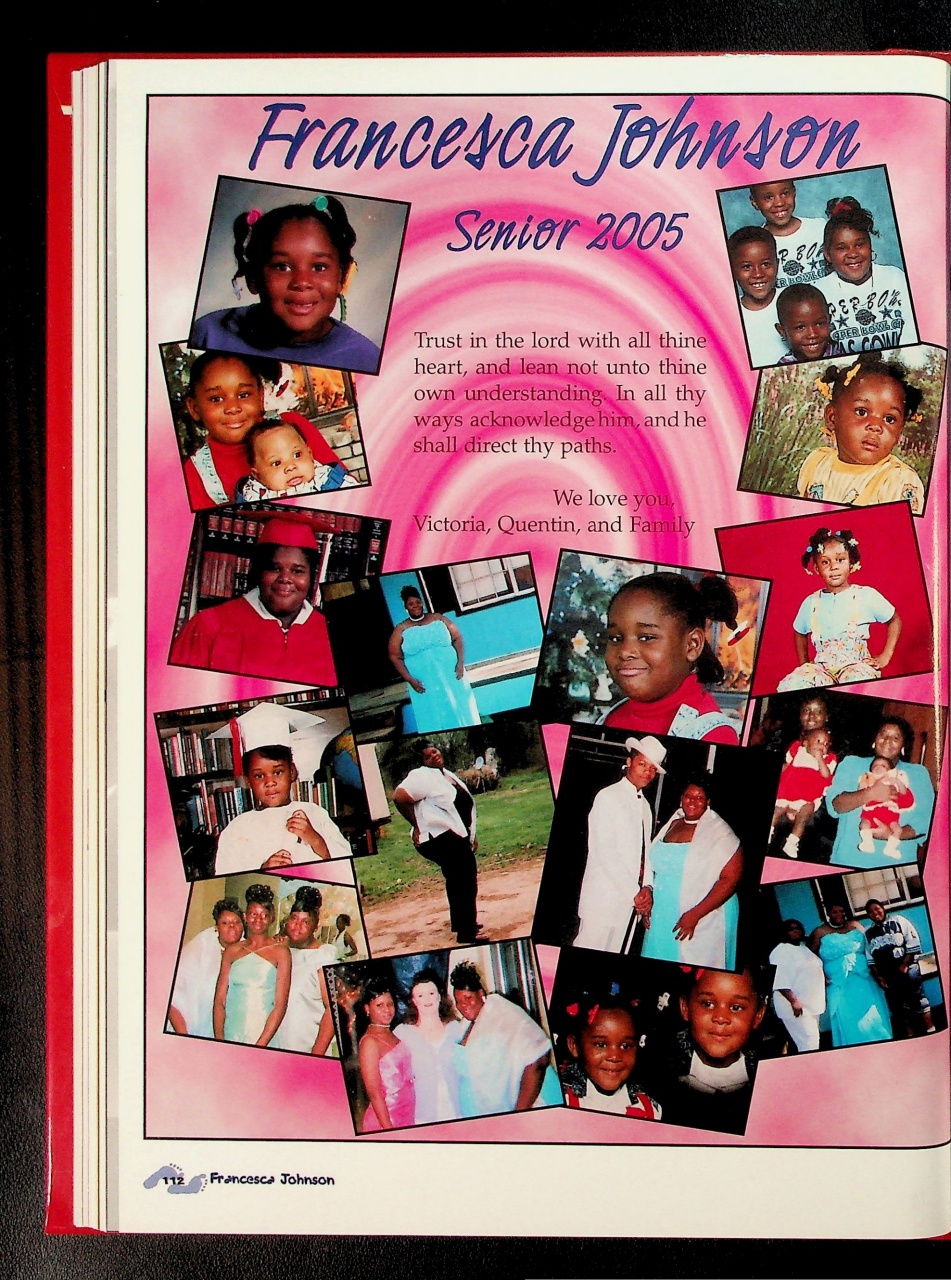 Francesca Johnson
Senior 2005
Trust in the lord with all thine
heart, and lean not unto thine
own understanding. In all thy
ways acknowledge him, and he
shall direct thy paths.
We love you,
Victoria, Quentin, and Family
112 Francesca Johnson